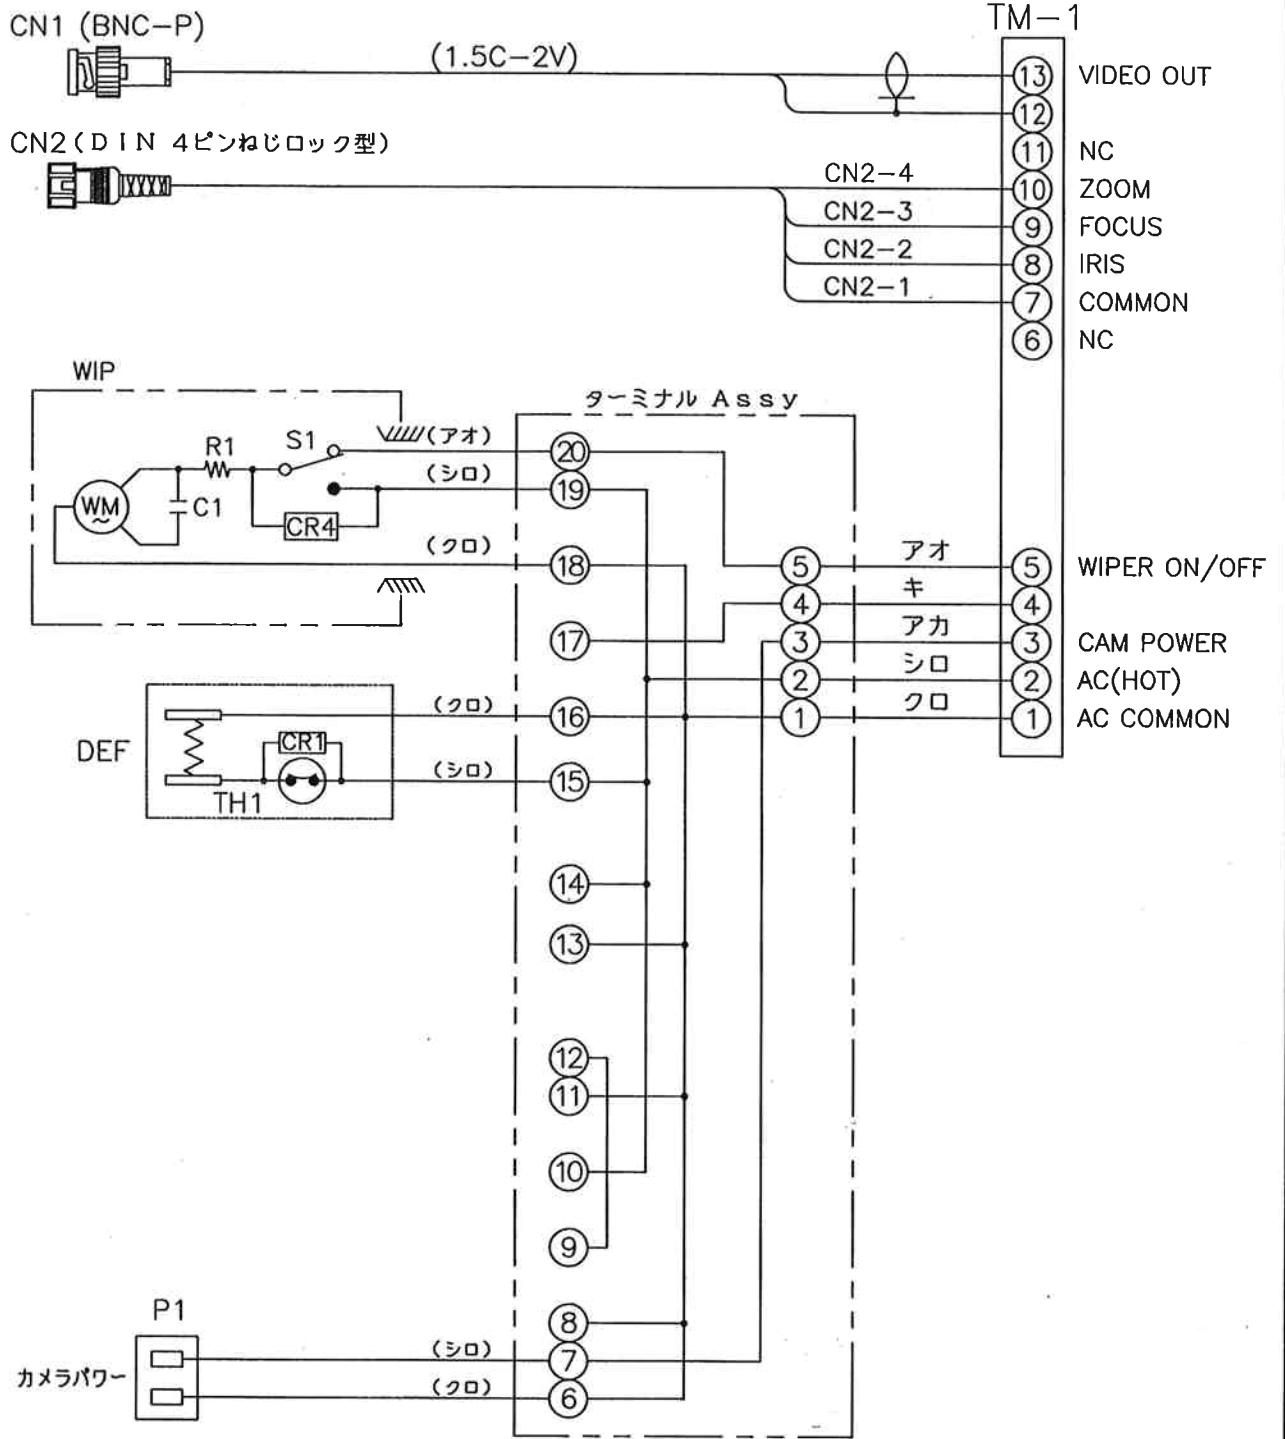 TM-1
CN1 (BNC-P)
(1.5C-2V)
13 VIDEO OUT
12
CN2(DIN 4ピンねじロック型)
11 NC
CN2-4 10 ZOOM
CN2-3 9 FOCUS
CN2-2 8 IRIS
CN2-1 7 COMMON
6 NC
WIP
ターミナル Assy
R1 S1 (アオ) 20
(シロ) 19
WM C1
CR4
(クロ) 18 5 アオ 5 WIPER ON/OFF
4 キ 4
17 3 アカ 3 CAM POWER
2 シロ 2 AC(HOT)
(クロ) 16 1 クロ 1 AC COMMON
DEF CR1
(シロ) 15
TH1
14
13
12
11
10
9
P1
8
カメラパワー (シロ) 7
(クロ) 6